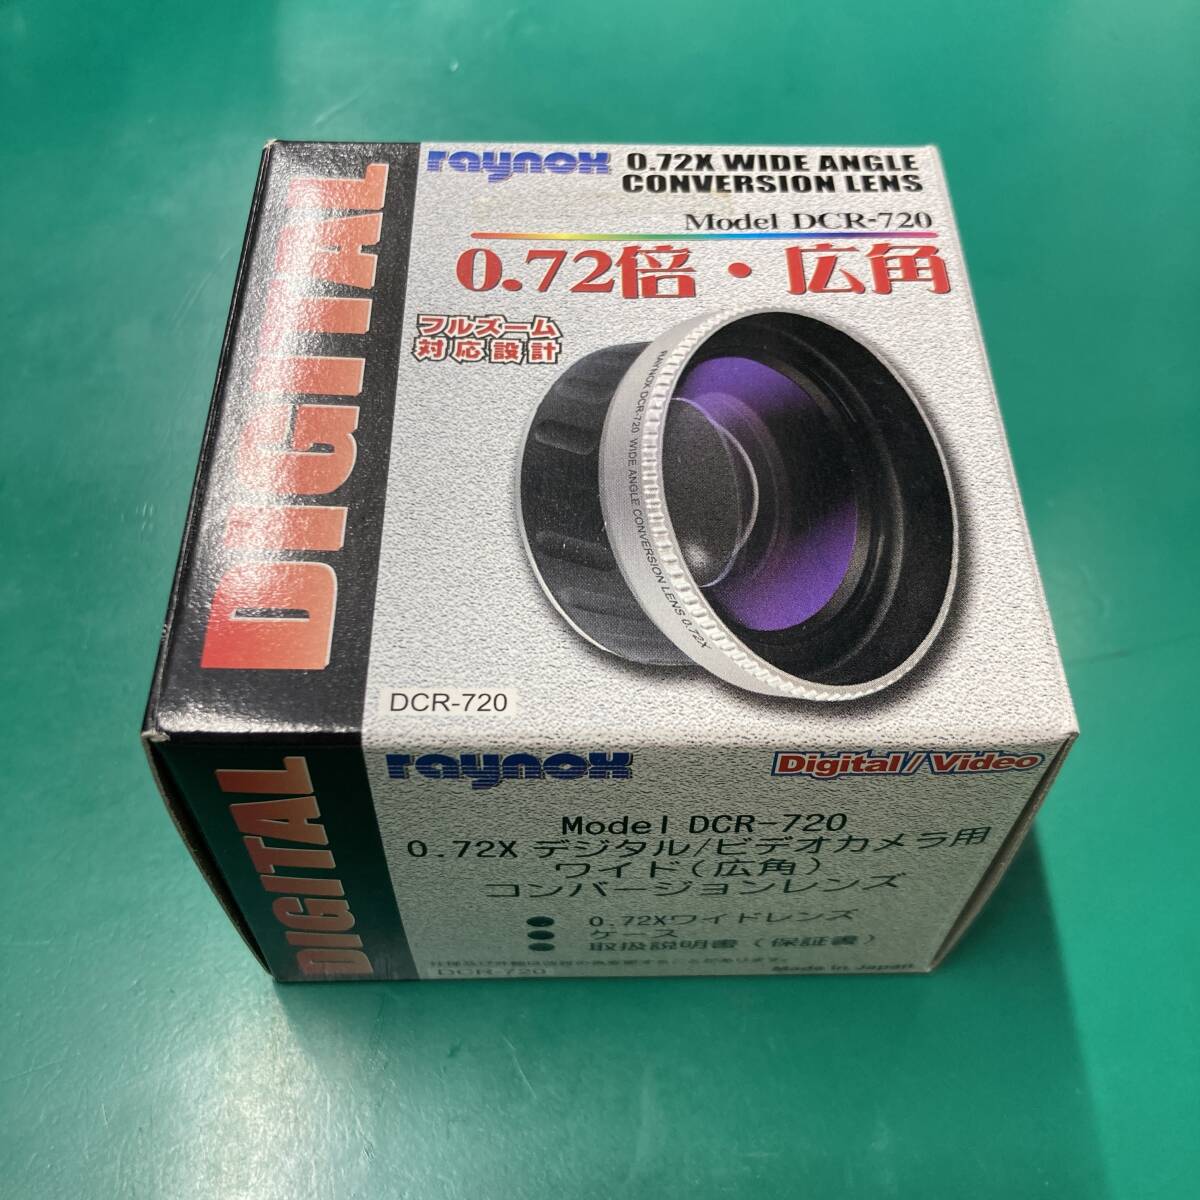 DIGITAL
raynox 0.72X WIDE ANGLE
CONVERSION LENS
Model DCR-720
0.72倍・広角
フルズーム
対応設計
RAYNOX DCR-720 WIDE ANGLE CONVERSION LENS 0.72X
DCR-720
DIGITAL
raynox
Digital/Video
Model DCR-720
0.72X デジタル/ビデオカメラ用
ワイド(広角)
コンバージョンレンズ
● 0.72Xワイドレンズ
● ケース
● 取扱説明書(保証書)
DCR-720
Made in Japan